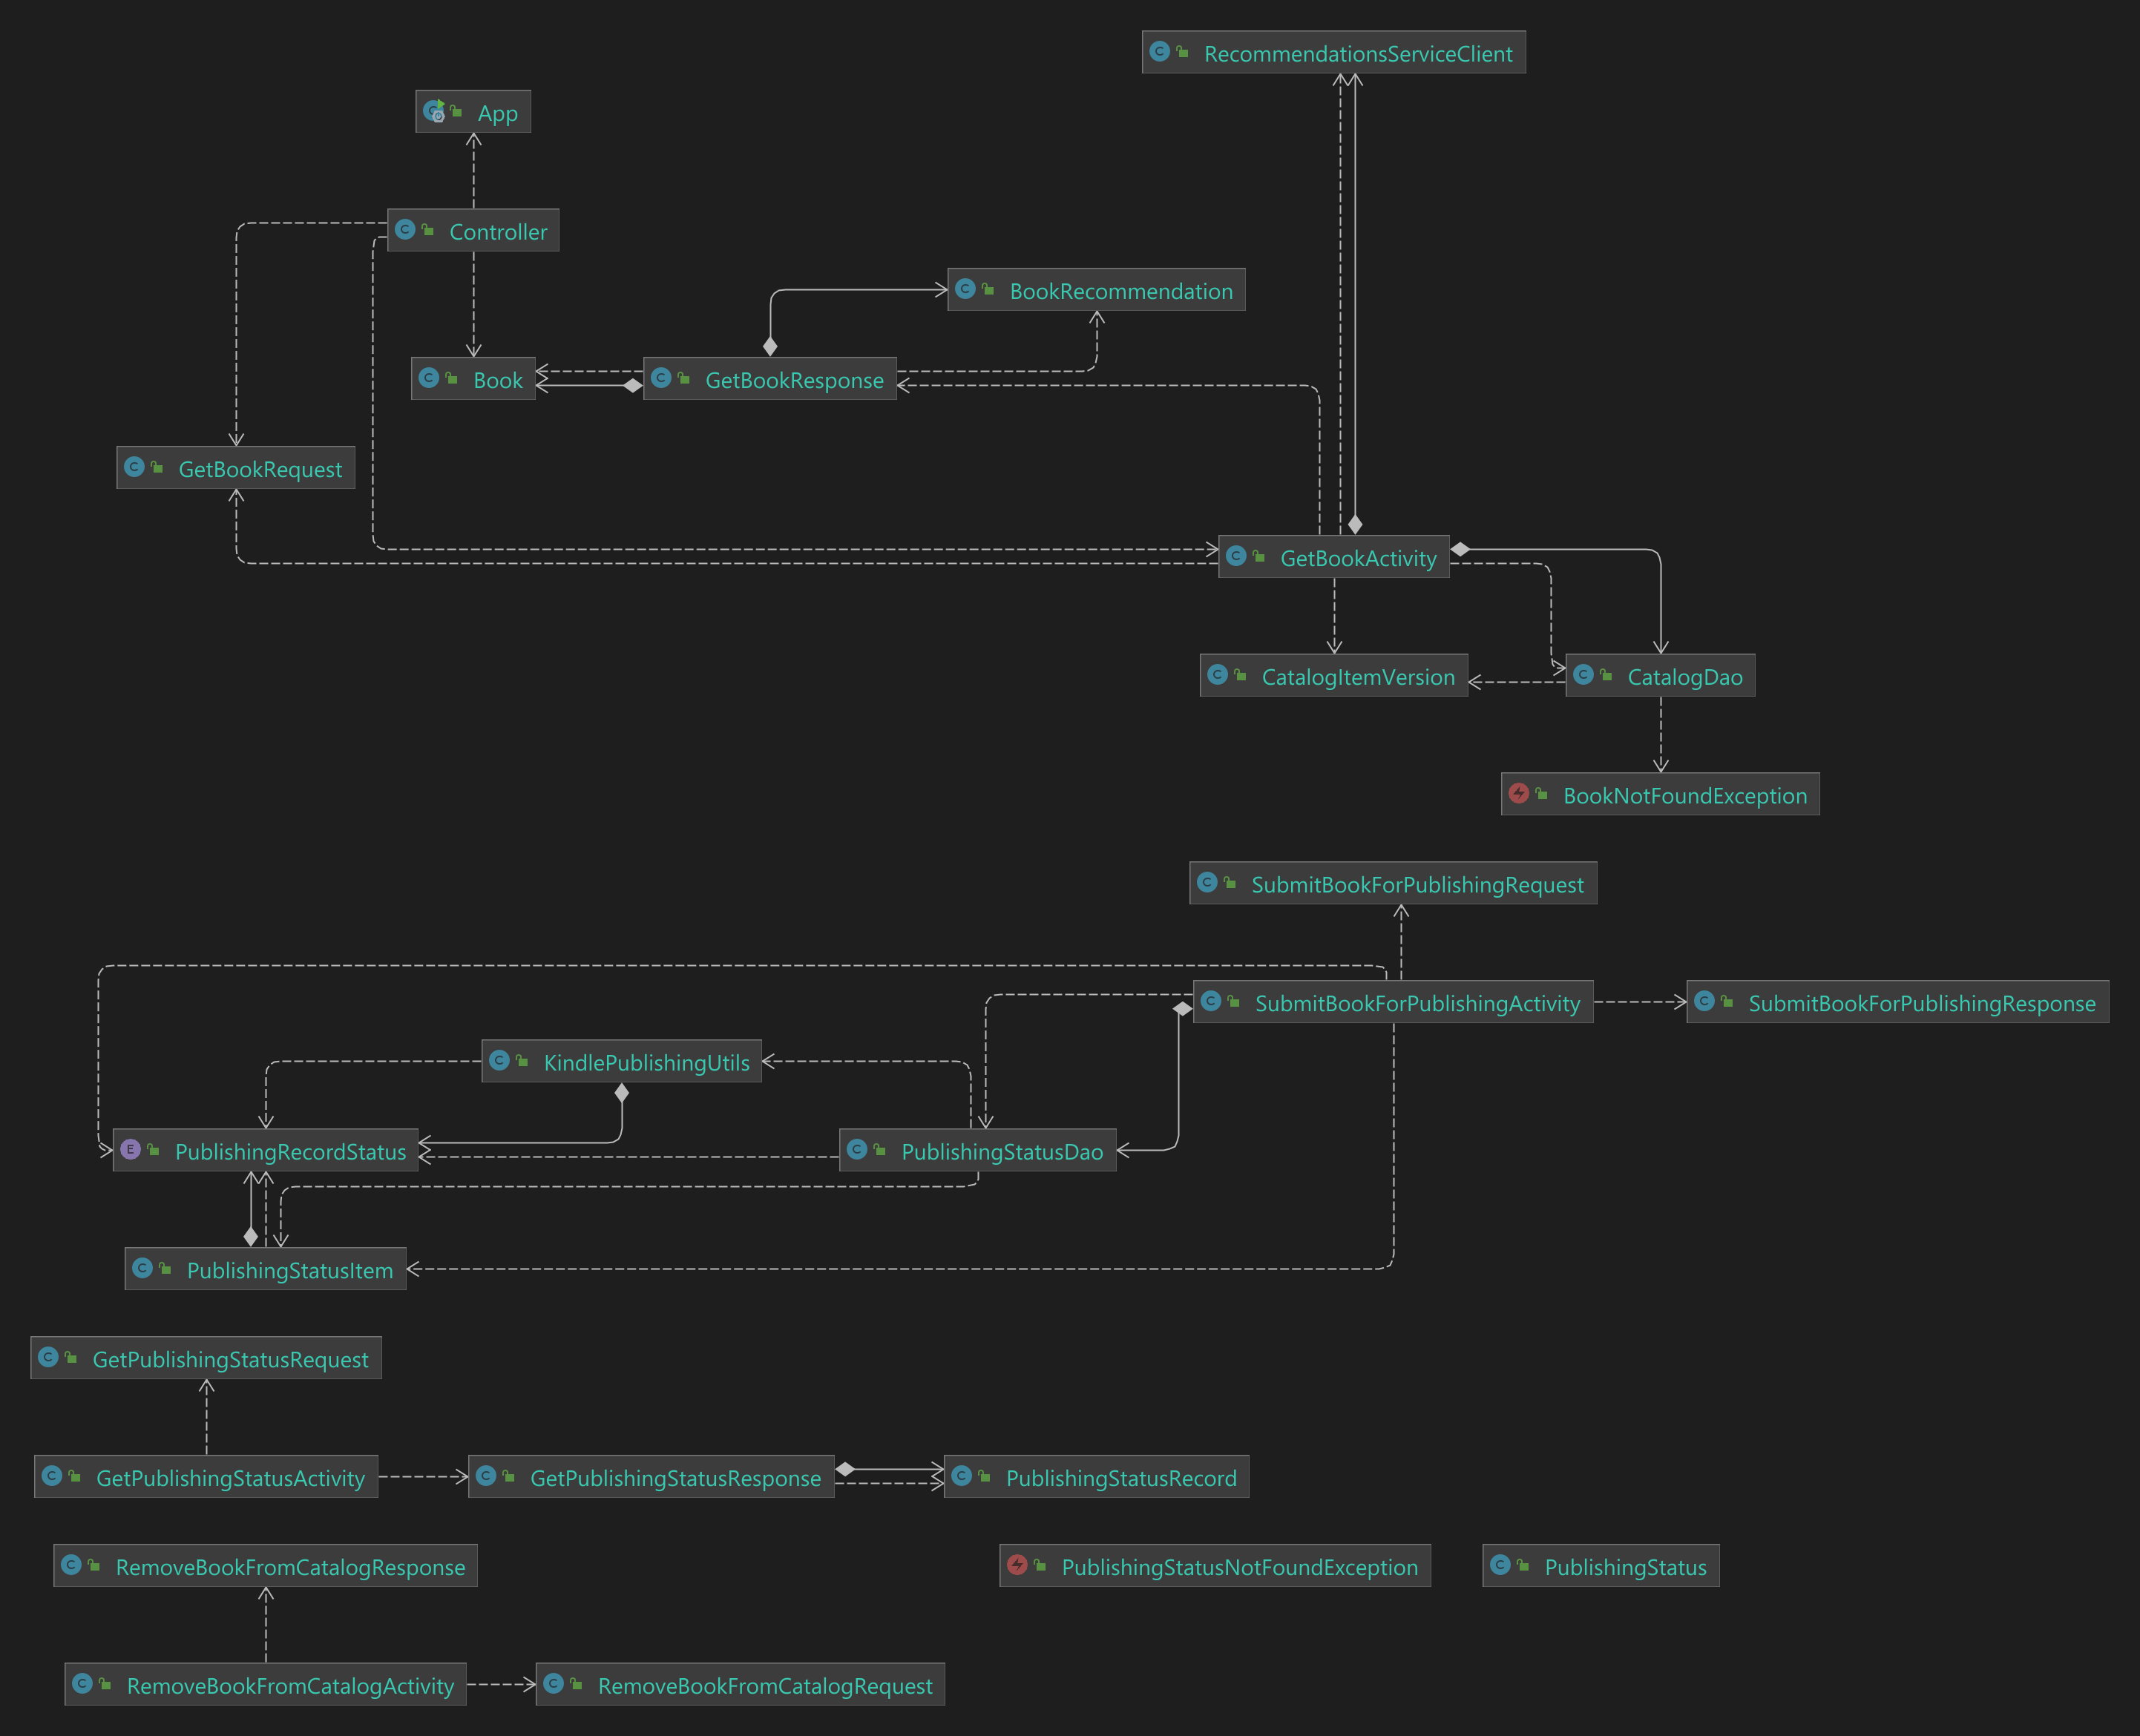 RecommendationsServiceClient
App
Controller
BookRecommendation
Book
GetBookResponse
GetBookRequest
GetBookActivity
CatalogItemVersion
CatalogDao
BookNotFoundException
SubmitBookForPublishingRequest
SubmitBookForPublishingActivity
SubmitBookForPublishingResponse
KindlePublishingUtils
PublishingRecordStatus
PublishingStatusDao
PublishingStatusItem
GetPublishingStatusRequest
GetPublishingStatusActivity
GetPublishingStatusResponse
PublishingStatusRecord
RemoveBookFromCatalogResponse
PublishingStatusNotFoundException
PublishingStatus
RemoveBookFromCatalogActivity
RemoveBookFromCatalogRequest